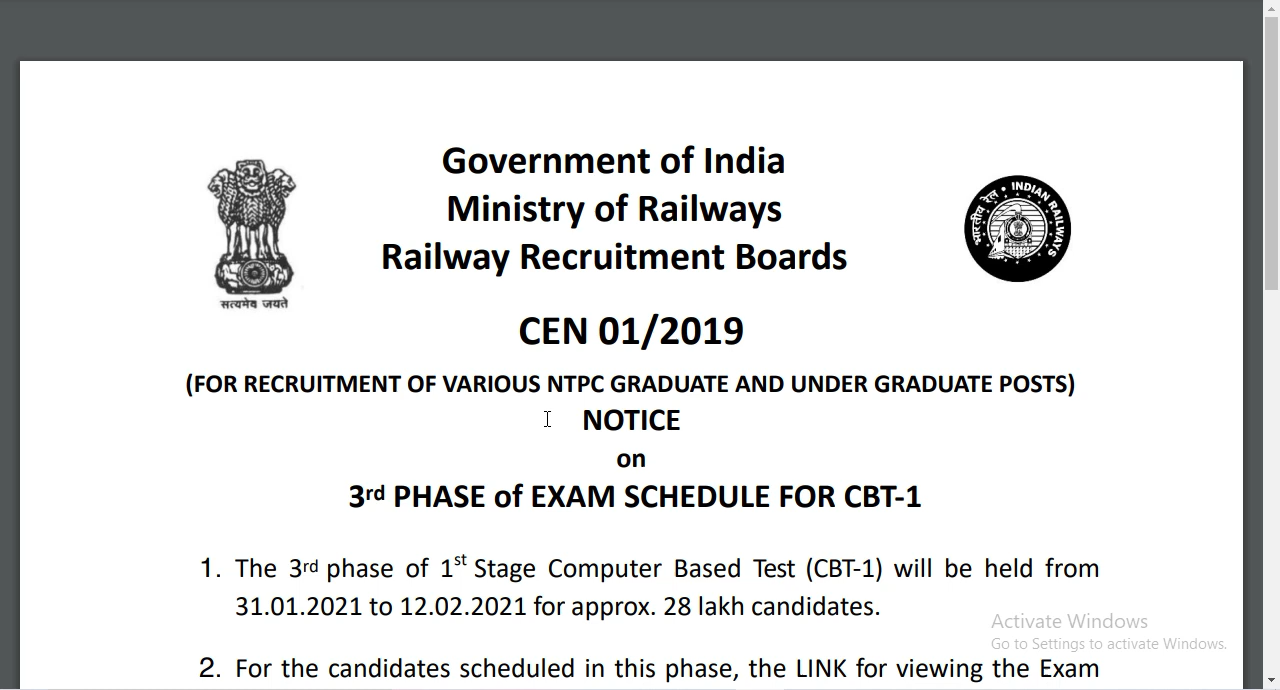 Government of India
Ministry of Railways
Railway Recruitment Boards
सत्यमेव जयते
भारतीय रेल • INDIAN RAILWAYS
CEN 01/2019
(FOR RECRUITMENT OF VARIOUS NTPC GRADUATE AND UNDER GRADUATE POSTS)
NOTICE
on
3rd PHASE of EXAM SCHEDULE FOR CBT-1
1. The 3rd phase of 1st Stage Computer Based Test (CBT-1) will be held from
31.01.2021 to 12.02.2021 for approx. 28 lakh candidates.
Activate Windows
Go to Settings to activate Windows.
2. For the candidates scheduled in this phase, the LINK for viewing the Exam